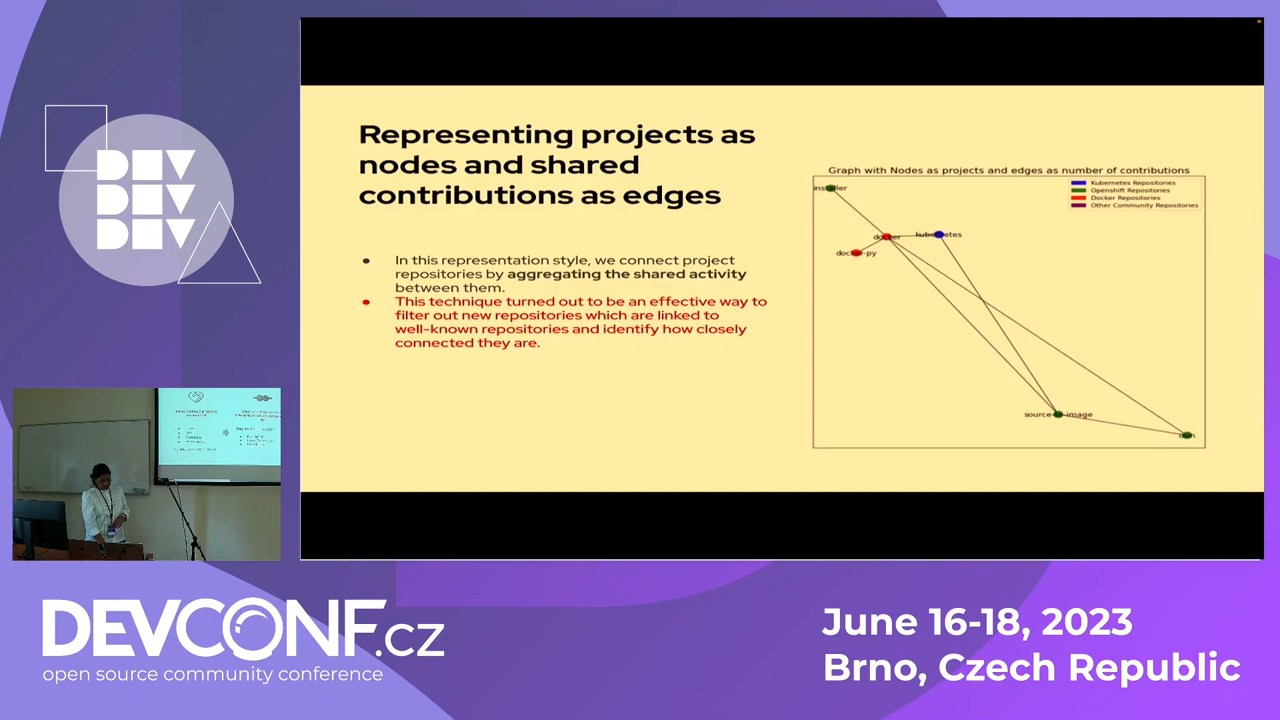 DEV
DEV
DEV
Representing projects as
nodes and shared
contributions as edges
In this representation style, we connect project
repositories by aggregating the shared activity
between them.
This technique turned out to be an effective way to
filter out new repositories which are linked to
well-known repositories and identify how closely
connected they are.
Graph with Nodes as projects and edges as number of contributions
Kubernetes Repositories
Openshift Repositories
Docker Repositories
Other Community Repositories
installer
docker
kubernetes
docker-py
source-to-image
DEVCONF.cz
open source community conference
June 16-18, 2023
Brno, Czech Republic